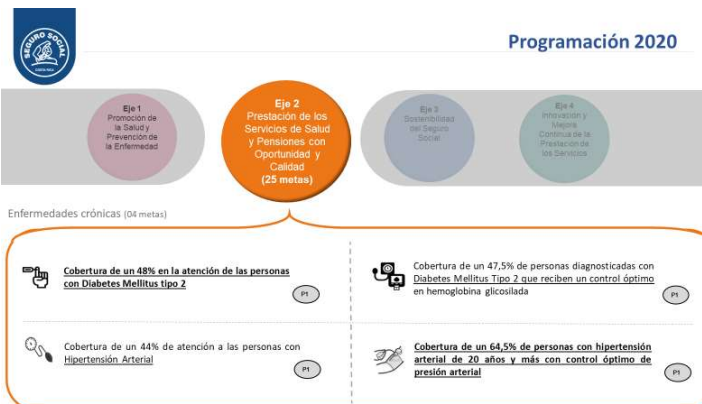 SEGURO SOCIAL
COSTA RICA
Programación 2020
Eje 1
Promoción de
la Salud y
Prevención de
la Enfermedad
Eje 2
Prestación de los
Servicios de Salud
y Pensiones con
Oportunidad y
Calidad
(25 metas)
Eje 3
Sostenibilidad
del Seguro
Social
Eje 4
Innovación y
Mejora
Continua de la
Prestación de
los Servicios
Enfermedades crónicas (04 metas)
Cobertura de un 48% en la atención de las personas
con Diabetes Mellitus tipo 2
P1
Cobertura de un 47,5% de personas diagnosticadas con
Diabetes Mellitus Tipo 2 que reciben un control óptimo
en hemoglobina glicosilada
P1
Cobertura de un 44% de atención a las personas con
Hipertensión Arterial
P1
Cobertura de un 64,5% de personas con hipertensión
arterial de 20 años y más con control óptimo de
presión arterial
P1